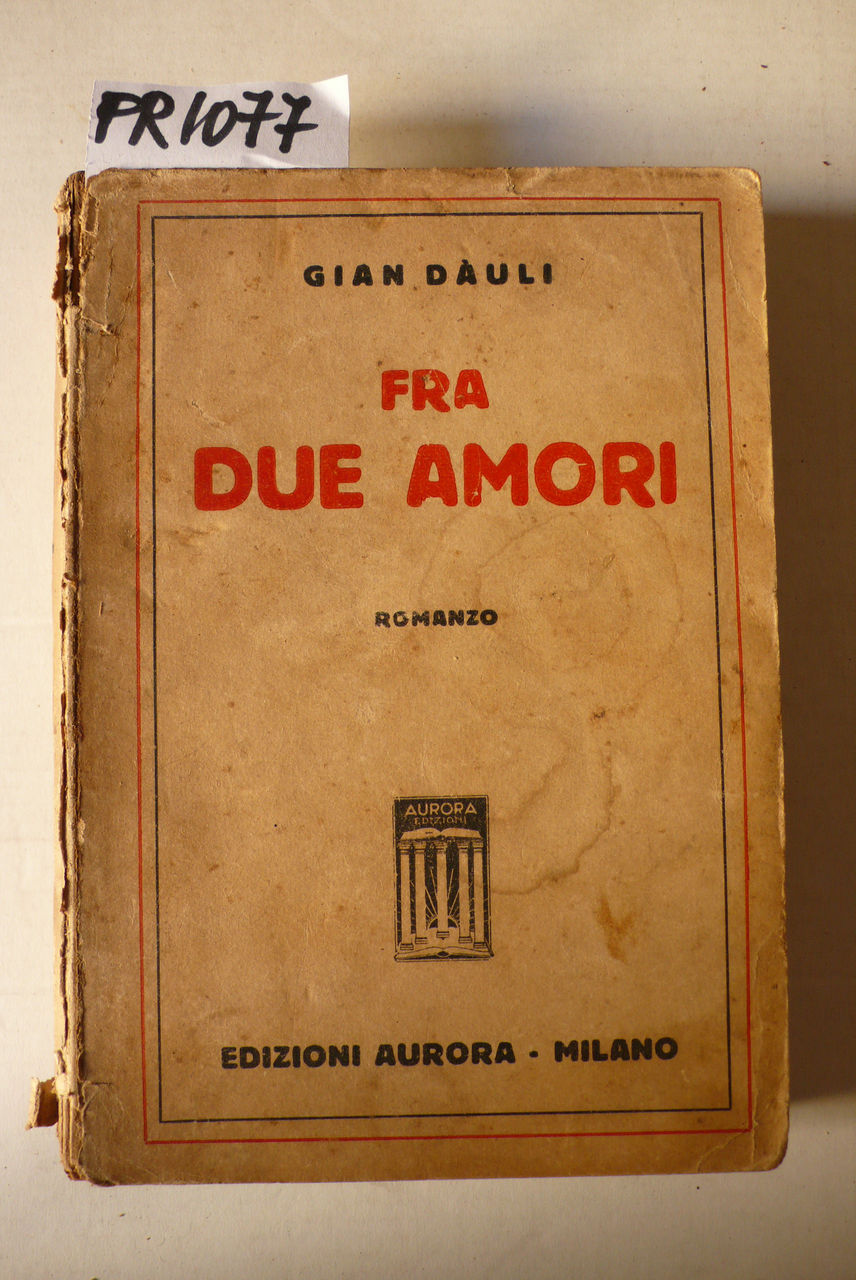 PR1077
GIAN DÀULI
FRA
DUE AMORI
ROMANZO
AURORA
EDIZIONI
EDIZIONI AURORA - MILANO